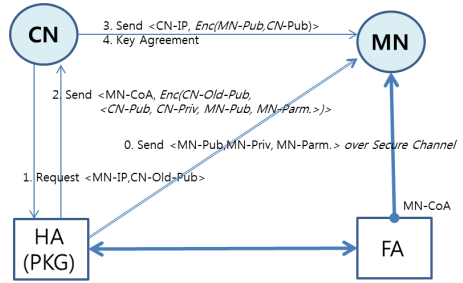 CN
3. Send <CN-IP, Enc(MN-Pub,CN-Pub)>
4. Key Agreement
MN
2. Send <MN-CoA, Enc(CN-Old-Pub,
<CN-Pub, CN-Priv, MN-Pub, MN-Parm.>)>
0. Send <MN-Pub,MN-Priv, MN-Parm.> over Secure Channel
1. Request <MN-IP,CN-Old-Pub>
MN-CoA
HA
(PKG)
FA